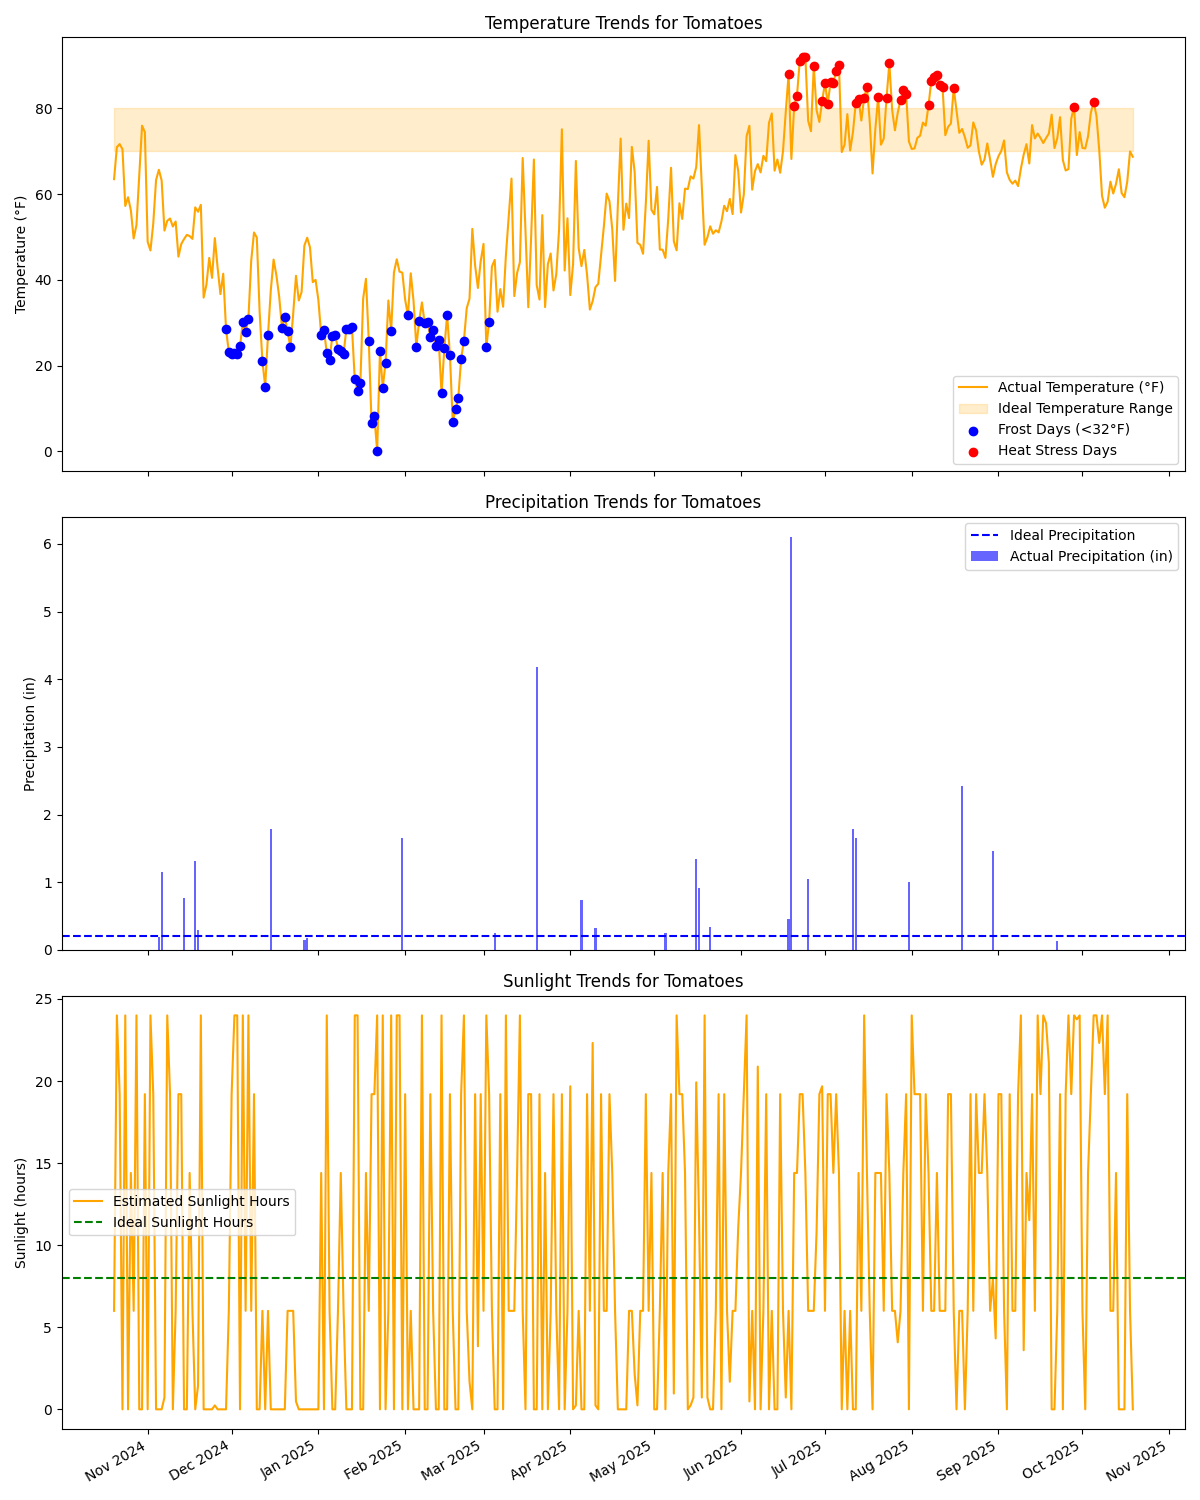 Temperature Trends for Tomatoes
Temperature (°F)
80
60
40
20
0
Actual Temperature (°F)
Ideal Temperature Range
Frost Days (<32°F)
Heat Stress Days
Precipitation Trends for Tomatoes
Precipitation (in)
6
5
4
3
2
1
0
Ideal Precipitation
Actual Precipitation (in)
Sunlight Trends for Tomatoes
Sunlight (hours)
25
20
15
10
5
0
Estimated Sunlight Hours
Ideal Sunlight Hours
Nov 2024
Dec 2024
Jan 2025
Feb 2025
Mar 2025
Apr 2025
May 2025
Jun 2025
Jul 2025
Aug 2025
Sep 2025
Oct 2025
Nov 2025